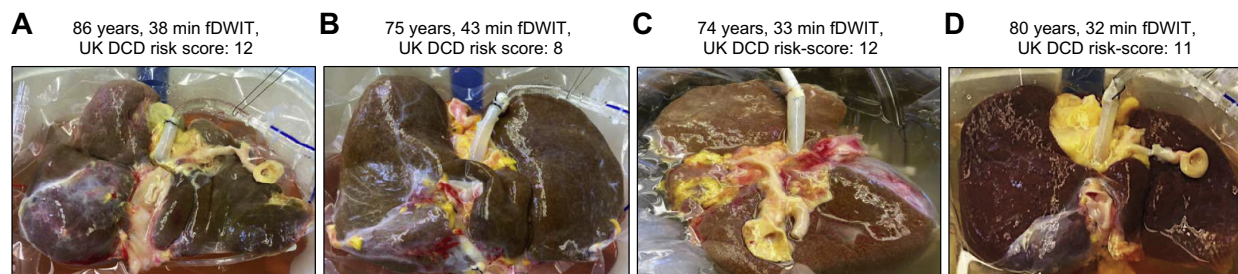 A
86 years, 38 min fDWIT,
UK DCD risk score: 12
B
75 years, 43 min fDWIT,
UK DCD risk score: 8
C
74 years, 33 min fDWIT,
UK DCD risk-score: 12
D
80 years, 32 min fDWIT,
UK DCD risk-score: 11